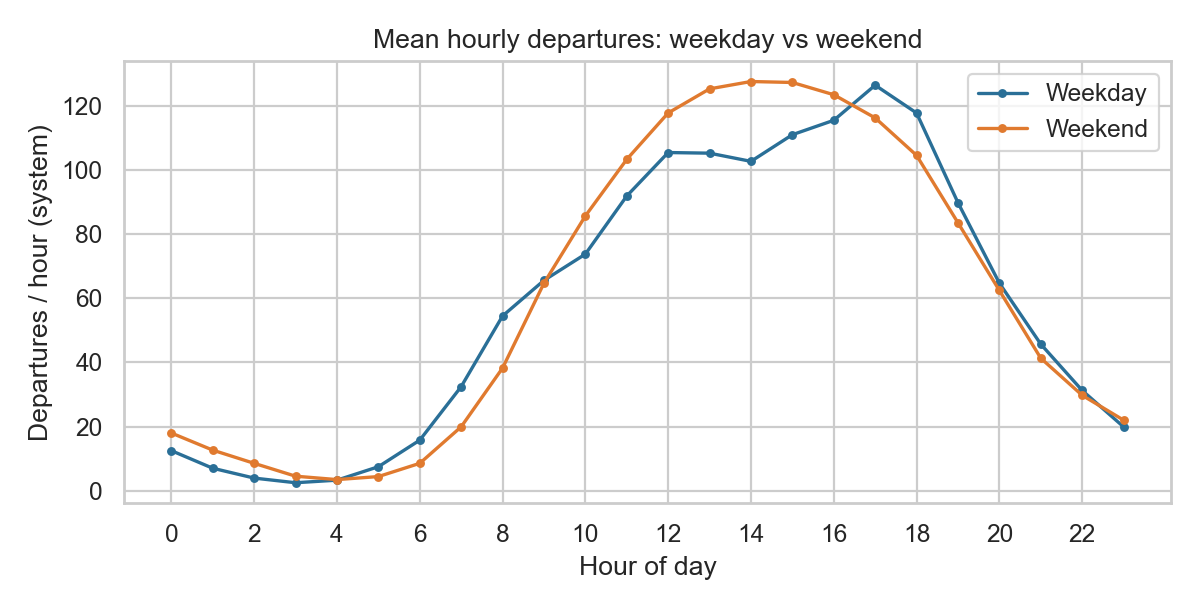 Mean hourly departures: weekday vs weekend
Departures / hour (system)
120
100
80
60
40
20
0
Weekday
Weekend
0 2 4 6 8 10 12 14 16 18 20 22
Hour of day